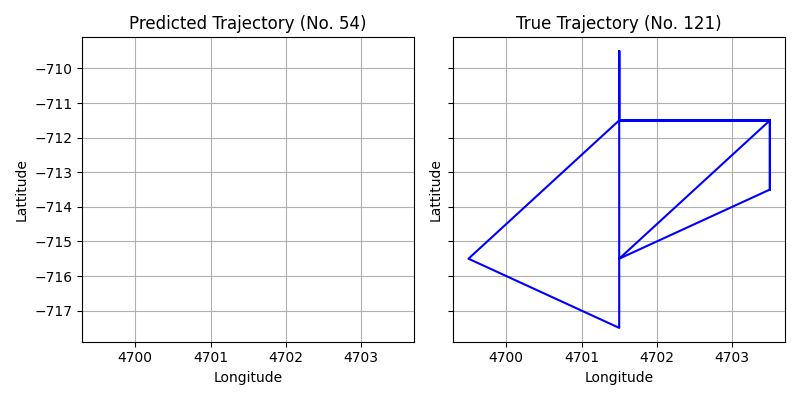 Predicted Trajectory (No. 54)
True Trajectory (No. 121)
−710
−711
−712
−713
−714
−715
−716
−717
Lattitude
Lattitude
4700
4701
4702
4703
4700
4701
4702
4703
Longitude
Longitude